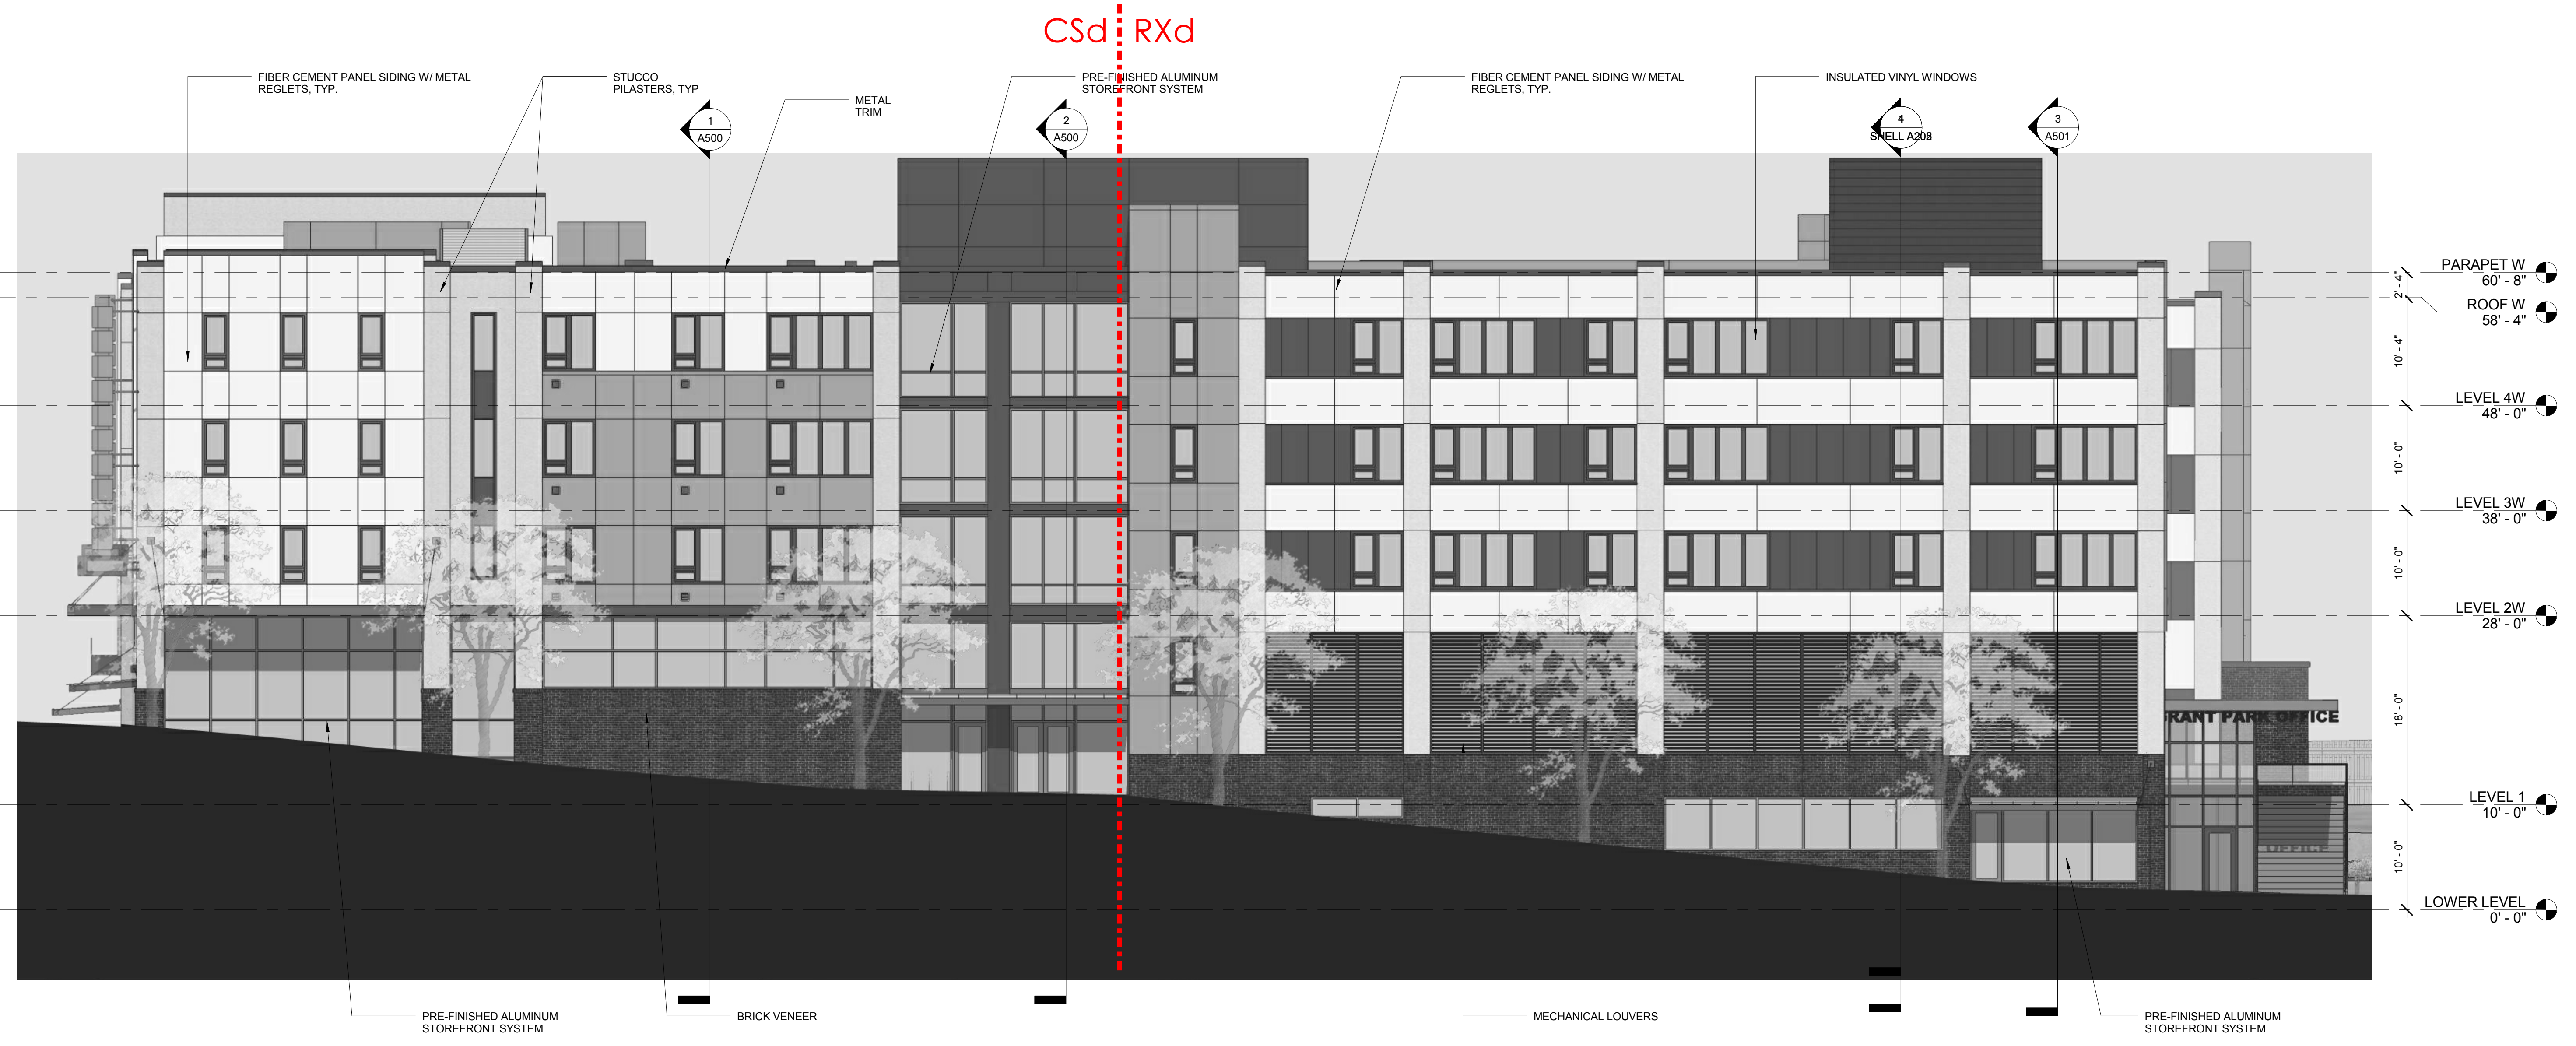 CSd RXd
FIBER CEMENT PANEL SIDING W/ METAL
REGLETS, TYP.
STUCCO
PILASTERS, TYP
METAL
TRIM
PRE-FINISHED ALUMINUM
STOREFRONT SYSTEM
FIBER CEMENT PANEL SIDING W/ METAL
REGLETS, TYP.
INSULATED VINYL WINDOWS
1
A500
2
A500
4
SHELL
3
A501
PARAPET W
60' - 8"
ROOF W
58' - 4"
LEVEL 4W
48' - 0"
LEVEL 3W
38' - 0"
LEVEL 2W
28' - 0"
LEVEL 1
10' - 0"
LOWER LEVEL
0' - 0"
2' - 4"
10' - 4"
10' - 0"
10' - 0"
18' - 0"
10' - 0"
GRANT PARK OFFICE
OFFICE
PRE-FINISHED ALUMINUM
STOREFRONT SYSTEM
BRICK VENEER
MECHANICAL LOUVERS
PRE-FINISHED ALUMINUM
STOREFRONT SYSTEM